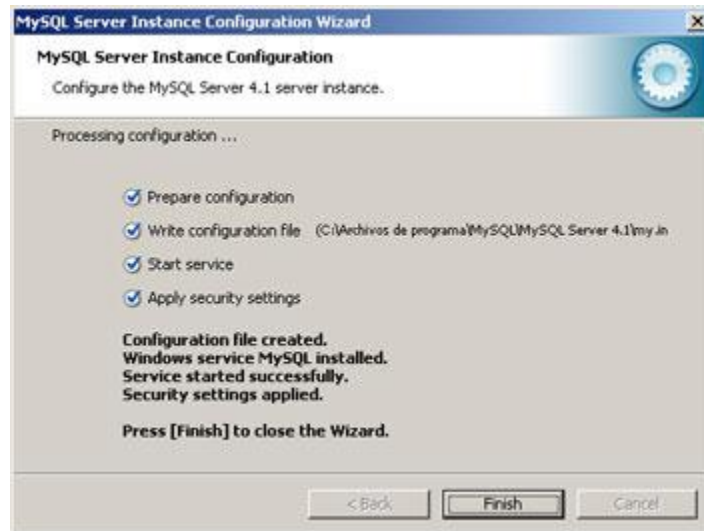 MySQL Server Instance Configuration Wizard
MySQL Server Instance Configuration
Configure the MySQL Server 4.1 server instance.
Processing configuration ...
Prepare configuration
Write configuration file (C:\Archivos de programa\MySQL\MySQL Server 4.1\my.in
Start service
Apply security settings
Configuration file created.
Windows service MySQL installed.
Service started successfully.
Security settings applied.
Press [Finish] to close the Wizard.
< Back Finish Cancel